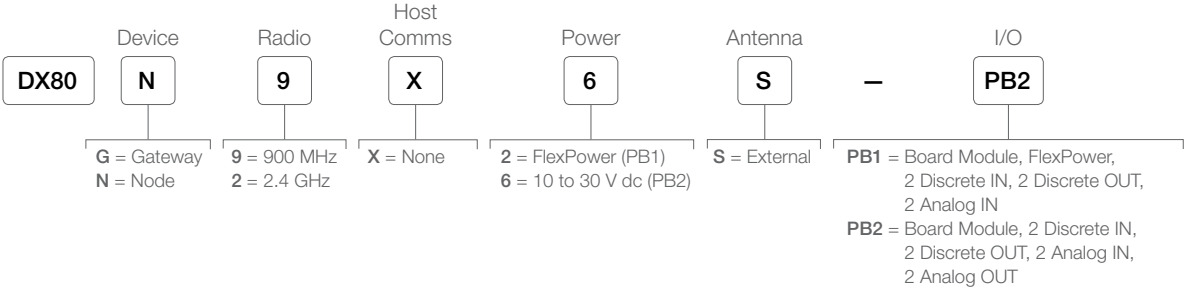 Device Radio Host Comms Power Antenna I/O
DX80 N 9 X 6 S – PB2
G = Gateway
N = Node
9 = 900 MHz
2 = 2.4 GHz
X = None
2 = FlexPower (PB1)
6 = 10 to 30 V dc (PB2)
S = External
PB1 = Board Module, FlexPower,
2 Discrete IN, 2 Discrete OUT,
2 Analog IN
PB2 = Board Module, 2 Discrete IN,
2 Discrete OUT, 2 Analog IN,
2 Analog OUT